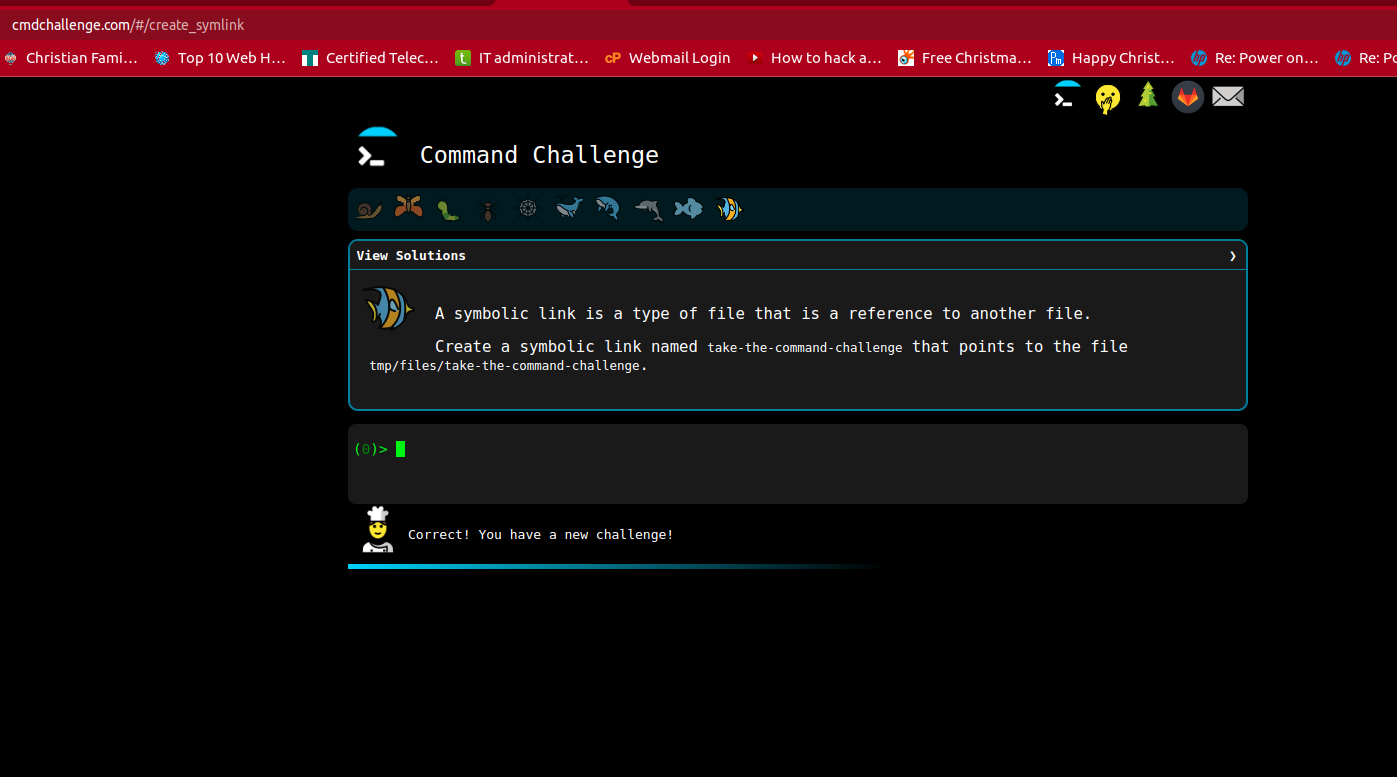 cmdchallenge.com/#/create_symlink
Christian Fami... Top 10 Web H... Certified Telec... IT administrat... cP Webmail Login How to hack a... Free Christma... Happy Christ... Re: Power on... Re: Po
Command Challenge
View Solutions
A symbolic link is a type of file that is a reference to another file.
Create a symbolic link named take-the-command-challenge that points to the file
tmp/files/take-the-command-challenge.
(0)>
Correct! You have a new challenge!